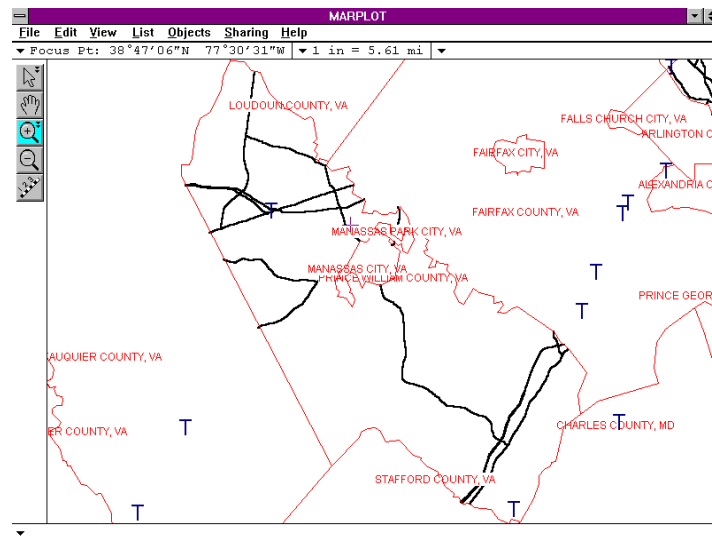 MARPLOT
File Edit View List Objects Sharing Help
Focus Pt: 38°47'06"N 77°30'31"W 1 in = 5.61 mi
LOUDOUN COUNTY, VA
FALLS CHURCH CITY, VA
ARLINGTON C
FAIRFAX CITY, VA
ALEXANDRIA C
FAIRFAX COUNTY, VA
MANASSAS PARK CITY, VA
MANASSAS CITY, VA
PRINCE WILLIAM COUNTY, VA
PRINCE GEOR
AUQUIER COUNTY, VA
CHARLES COUNTY, MD
ER COUNTY, VA
STAFFORD COUNTY, VA